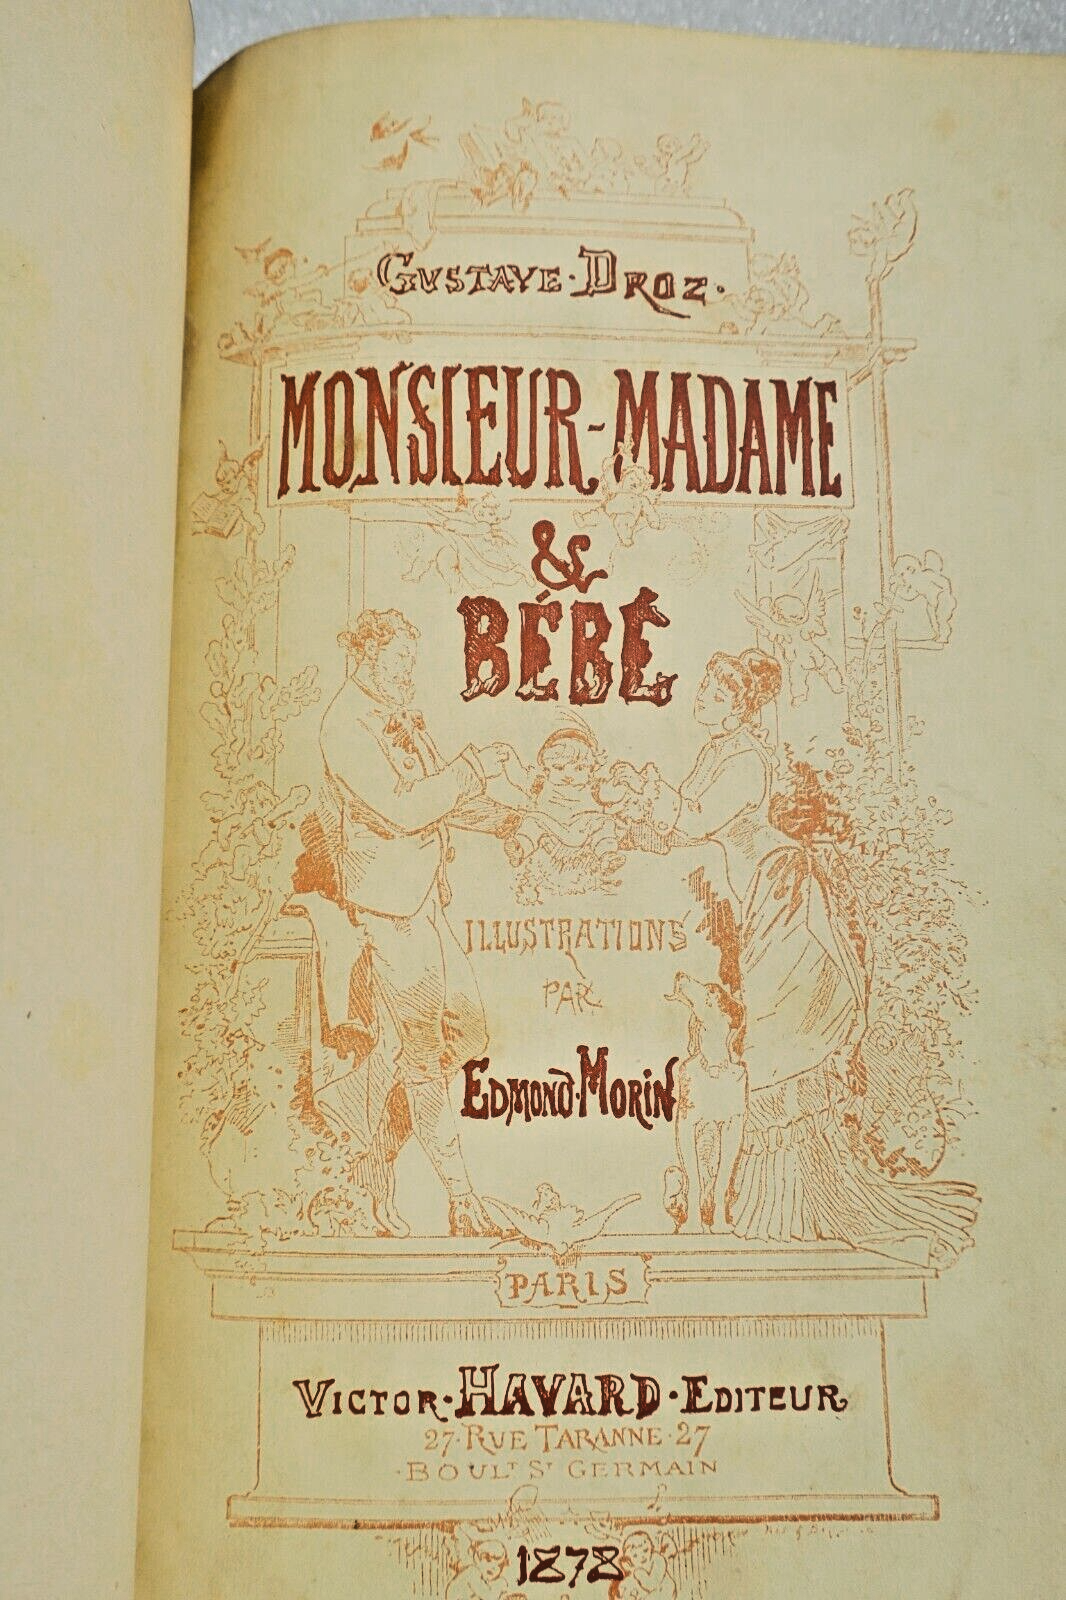 GUSTAVE · DROZ ·
MONSIEUR-MADAME
&
BÉBÉ
ILLUSTRATIONS
PAR
EDMOND · MORIN
PARIS
VICTOR · HAVARD · EDITEUR
27 · RUE TARANNE · 27
· BOULT ST GERMAIN
1878